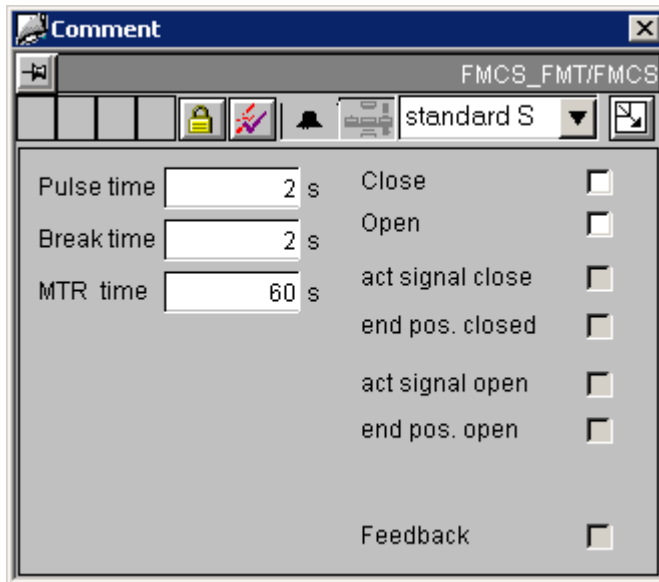 Comment
FMCS_FMT/FMCS
standard S
Pulse time 2 s
Break time 2 s
MTR time 60 s
Close
Open
act signal close
end pos. closed
act signal open
end pos. open
Feedback